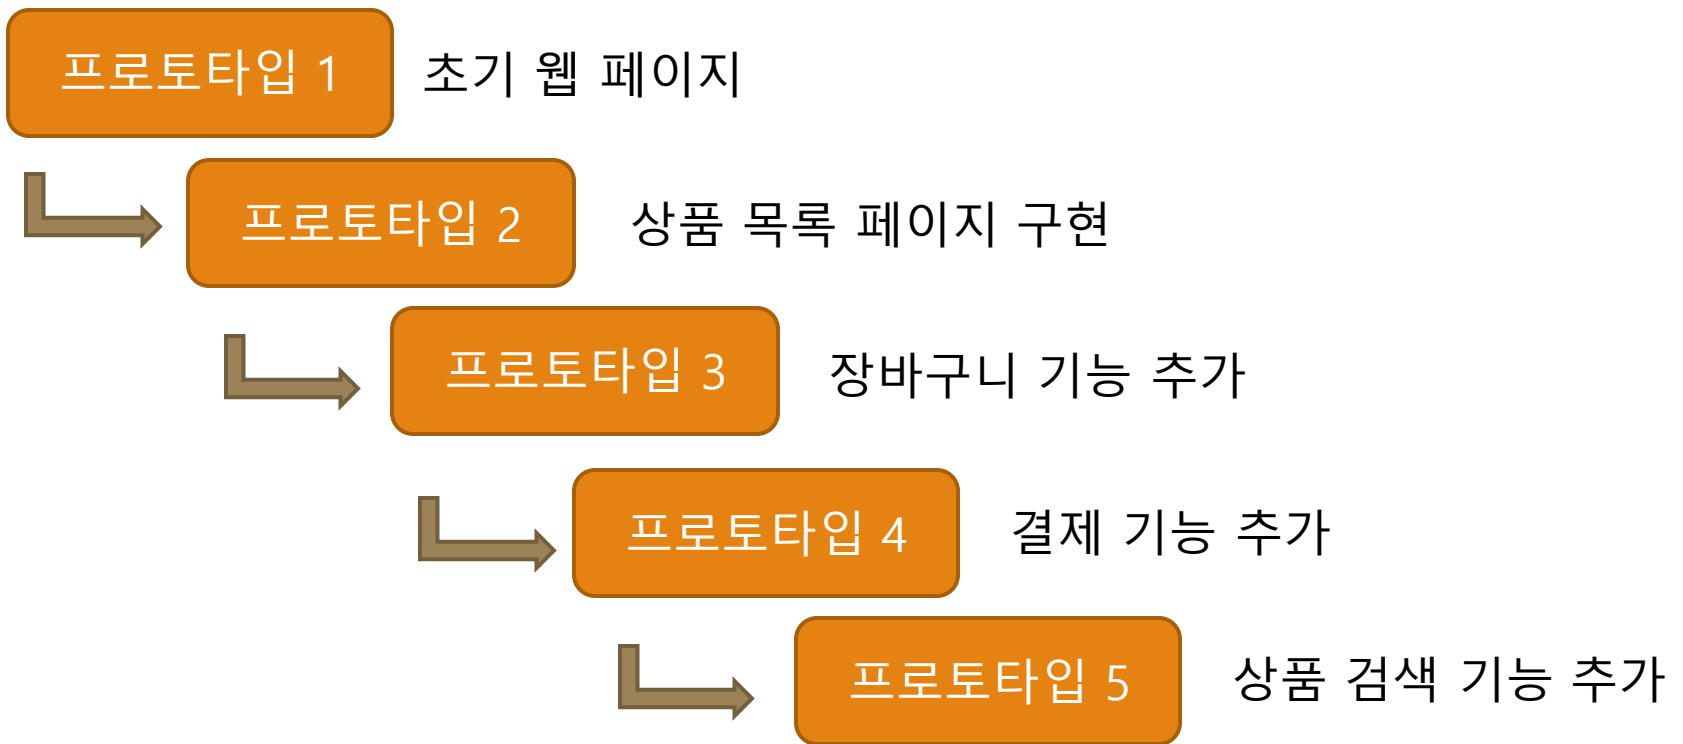 프로토타입 1 초기 웹 페이지
프로토타입 2 상품 목록 페이지 구현
프로토타입 3 장바구니 기능 추가
프로토타입 4 결제 기능 추가
프로토타입 5 상품 검색 기능 추가